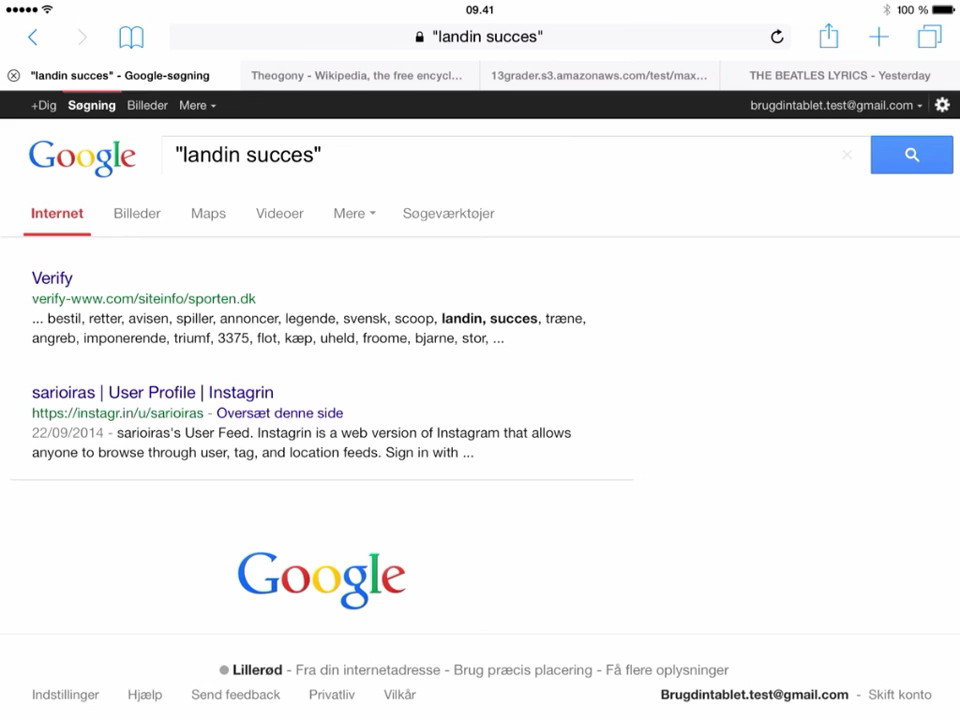 09.41
100 %
"landin succes"
"landin succes" - Google-søgning
Theogony - Wikipedia, the free encycl...
13grader.s3.amazonaws.com/test/max...
THE BEATLES LYRICS - Yesterday
+Dig Søgning Billeder Mere
brugdintablet.test@gmail.com
Google
"landin succes"
Internet Billeder Maps Videoer Mere Søgeværktøjer
Verify
verify-www.com/siteinfo/sporten.dk
... bestil, retter, avisen, spiller, annoncer, legende, svensk, scoop, landin, succes, træne,
angreb, imponerende, triumf, 3375, flot, kæp, uheld, froome, bjarne, stor, ...
sarioiras | User Profile | Instagrin
https://instagr.in/u/sarioiras - Oversæt denne side
22/09/2014 - sarioiras's User Feed. Instagrin is a web version of Instagram that allows
anyone to browse through user, tag, and location feeds. Sign in with ...
Google
Lillerød - Fra din internetadresse - Brug præcis placering - Få flere oplysninger
Indstillinger Hjælp Send feedback Privatliv Vilkår
Brugdintablet.test@gmail.com - Skift konto